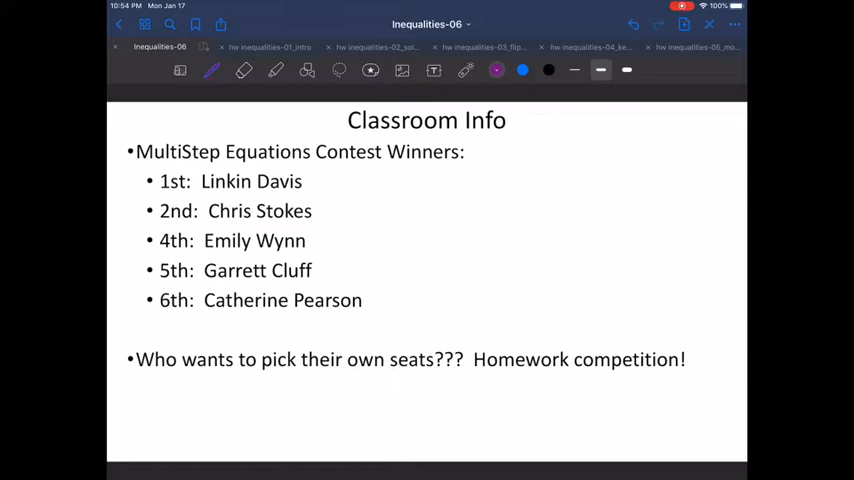 10:54 PM Mon Jan 17
100%
Inequalities-06
Inequalities-06
hw inequalities-01_intro
hw inequalities-02_sol...
hw inequalities-03_flip...
hw inequalities-04_ke...
hw inequalities-05_mo...
Classroom Info
•MultiStep Equations Contest Winners:
• 1st: Linkin Davis
• 2nd: Chris Stokes
• 4th: Emily Wynn
• 5th: Garrett Cluff
• 6th: Catherine Pearson
•Who wants to pick their own seats??? Homework competition!